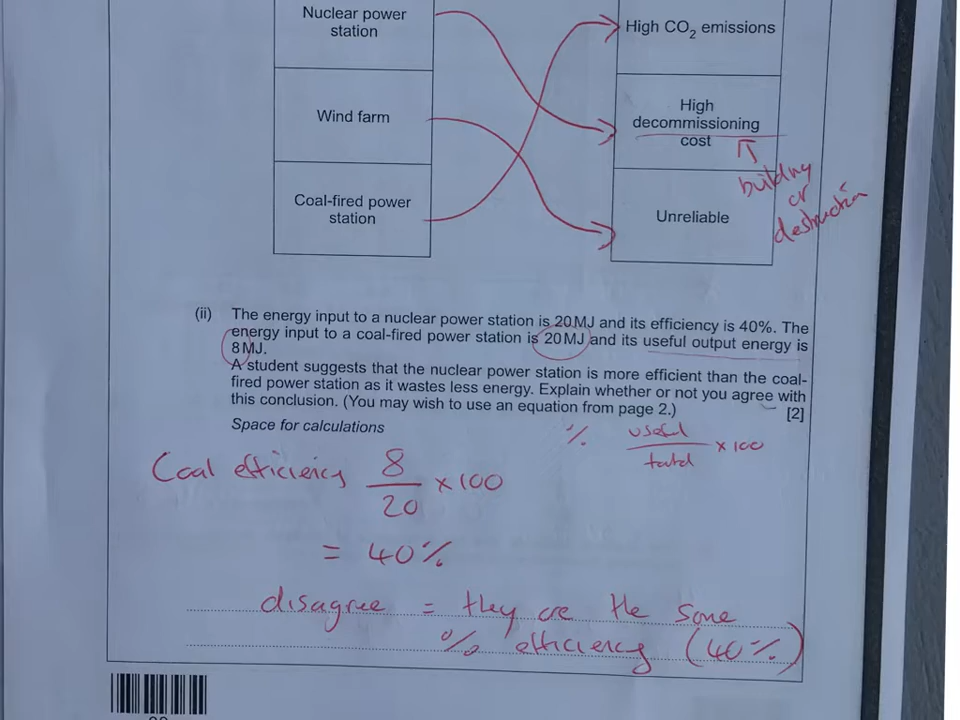 Nuclear power
station
High CO₂ emissions
Wind farm
High
decommissioning
cost
building
or
destruction
Coal-fired power
station
Unreliable
(ii) The energy input to a nuclear power station is 20 MJ and its efficiency is 40%. The
energy input to a coal-fired power station is 20 MJ and its useful output energy is
8 MJ.
A student suggests that the nuclear power station is more efficient than the coal-
fired power station as it wastes less energy. Explain whether or not you agree with
this conclusion. (You may wish to use an equation from page 2.) [2]
Space for calculations
% useful
total × 100
Coal efficiency 8
20 × 100
= 40%
disagree = they are the same
% efficiency (40%)